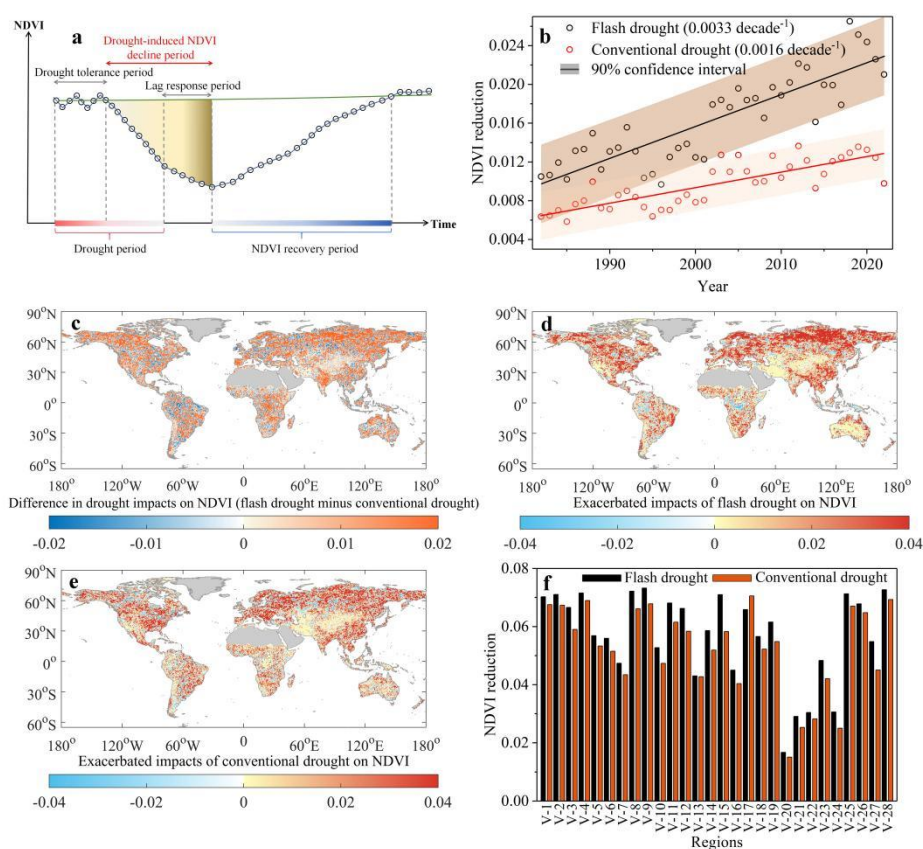 NDVI
a
Drought-induced NDVI
decline period
Drought tolerance period
Lag response period
Time
Drought period
NDVI recovery period
b
Flash drought (0.0033 decade⁻¹)
Conventional drought (0.0016 decade⁻¹)
90% confidence interval
NDVI reduction
0.024
0.020
0.016
0.012
0.008
0.004
1990 2000 2010 2020
Year
c
90°N
60°N
30°N
0°
30°S
60°S
180° 120°W 60°W 0 60°E 120°E 180°
Difference in drought impacts on NDVI (flash drought minus conventional drought)
-0.02 -0.01 0 0.01 0.02
d
90°N
60°N
30°N
0°
30°S
60°S
180° 120°W 60°W 0 60°E 120°E 180°
Exacerbated impacts of flash drought on NDVI
-0.04 -0.02 0 0.02 0.04
e
90°N
60°N
30°N
0°
30°S
60°S
180° 120°W 60°W 0 60°E 120°E 180°
Exacerbated impacts of conventional drought on NDVI
-0.04 -0.02 0 0.02 0.04
f
Flash drought Conventional drought
NDVI reduction
0.08
0.06
0.04
0.02
0.00
V-1 V-2 V-3 V-4 V-5 V-6 V-7 V-8 V-9 V-10 V-11 V-12 V-13 V-14 V-15 V-16 V-17 V-18 V-19 V-20 V-21 V-22 V-23 V-24 V-25 V-26 V-27 V-28
Regions